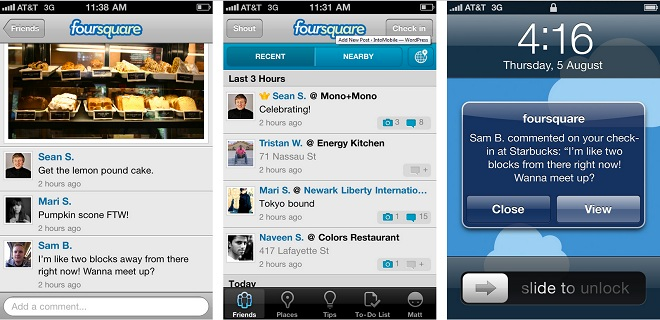 AT&T 3G 11:38 AM
Friends
foursquare
Sean S.
Get the lemon pound cake.
2 hours ago
Mari S.
Pumpkin scone FTW!
2 hours ago
Sam B.
I'm like two blocks away from there
right now! Wanna meet up?
2 hours ago
Add a comment...
AT&T 3G 11:31 AM
Shout
foursquare
Check in
Add New Post ‹ IntoMobile — WordPress
RECENT
NEARBY
Last 3 Hours
Sean S. @ Mono+Mono
Celebrating!
2 hours ago
3
8
Tristan W. @ Energy Kitchen
71 Nassau St
2 hours ago
+
Mari S. @ Newark Liberty Internatio...
Tokyo bound
2 hours ago
1
15
Naveen S. @ Colors Restaurant
417 Lafayette St
2 hours ago
+
Today
Friends
Places
Tips
To-Do List
Matt
AT&T 3G
4:16
Thursday, 5 August
foursquare
Sam B. commented on your check-
in at Starbucks: “I'm like two
blocks from there right now!
Wanna meet up?
Close
View
slide to unlock